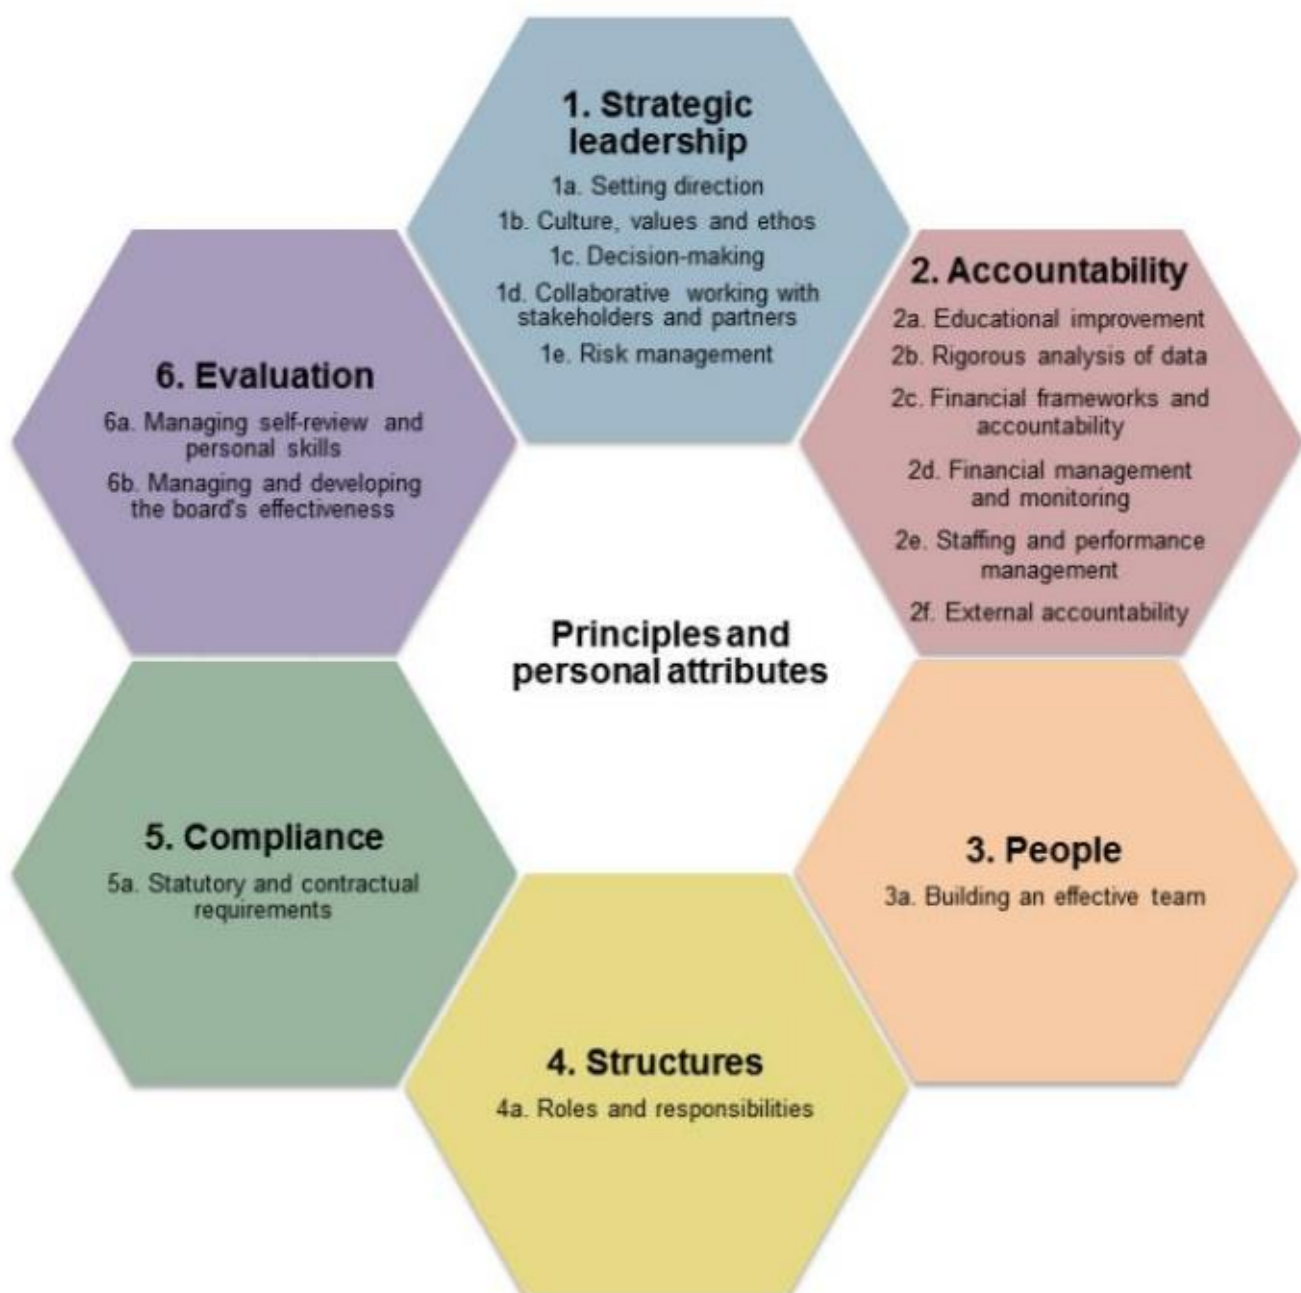 1. Strategic
leadership
1a. Setting direction
1b. Culture, values and ethos
1c. Decision-making
1d. Collaborative working with
stakeholders and partners
1e. Risk management
2. Accountability
2a. Educational improvement
2b. Rigorous analysis of data
2c. Financial frameworks and
accountability
2d. Financial management
and monitoring
2e. Staffing and performance
management
2f. External accountability
3. People
3a. Building an effective team
4. Structures
4a. Roles and responsibilities
5. Compliance
5a. Statutory and contractual
requirements
6. Evaluation
6a. Managing self-review and
personal skills
6b. Managing and developing
the board's effectiveness
Principles and
personal attributes